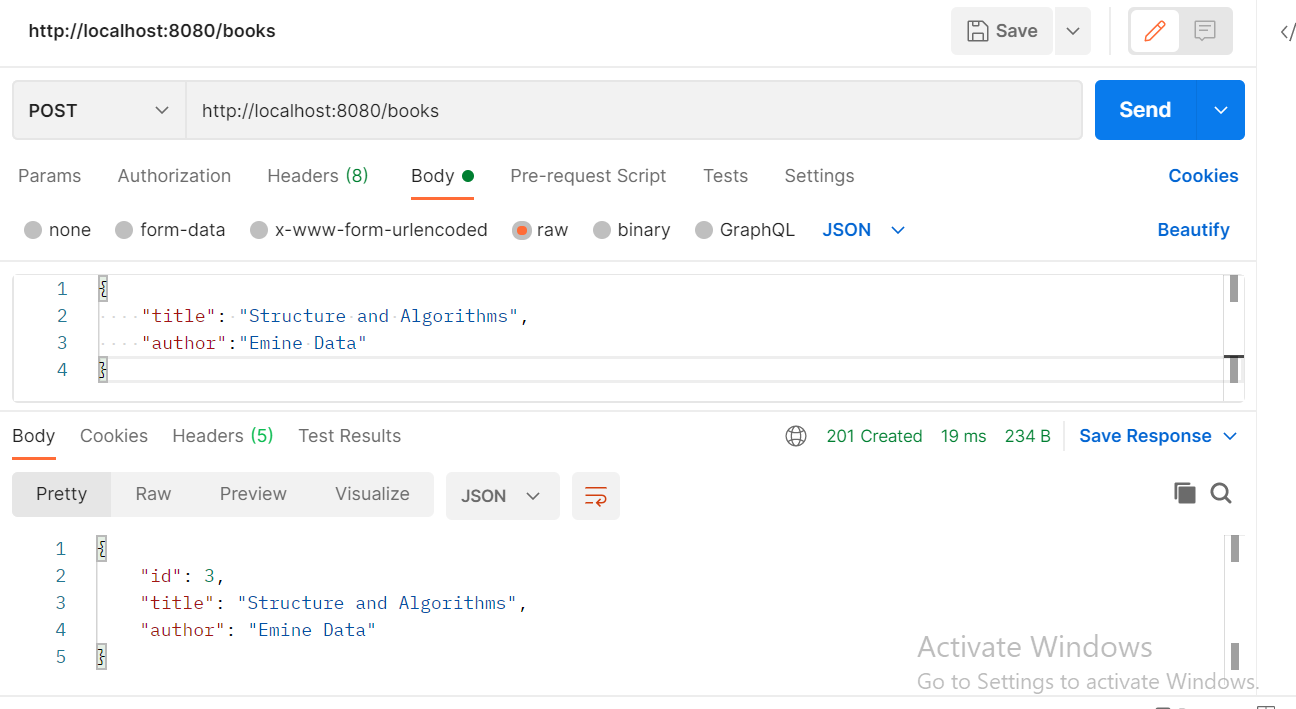 http://localhost:8080/books
Save
</
POST
http://localhost:8080/books
Send
Params Authorization Headers (8) Body Pre-request Script Tests Settings Cookies
none form-data x-www-form-urlencoded raw binary GraphQL JSON Beautify
1 {
2 "title": "Structure and Algorithms",
3 "author":"Emine Data"
4 }
Body Cookies Headers (5) Test Results 201 Created 19 ms 234 B Save Response
Pretty Raw Preview Visualize JSON
1 {
2 "id": 3,
3 "title": "Structure and Algorithms",
4 "author": "Emine Data"
5 }
Activate Windows
Go to Settings to activate Windows.